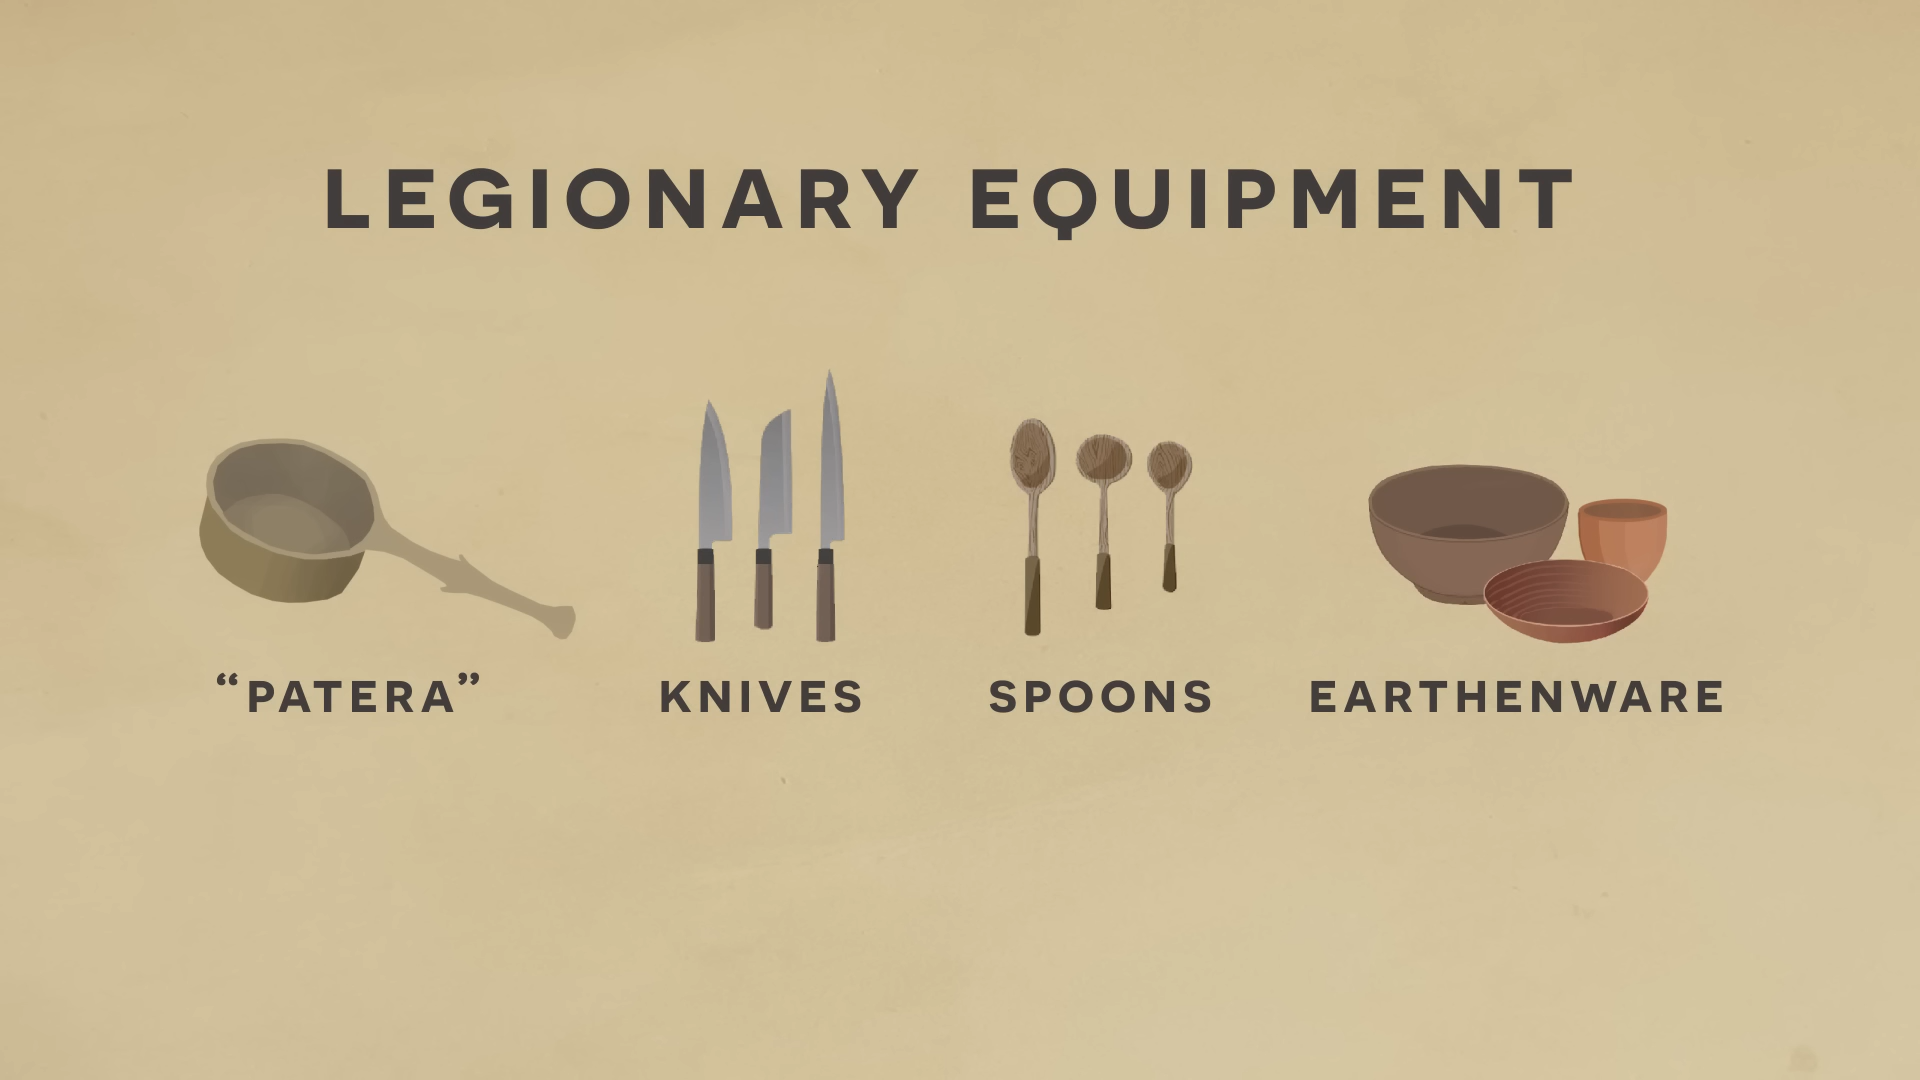 LEGIONARY EQUIPMENT
“PATERA”
KNIVES
SPOONS
EARTHENWARE